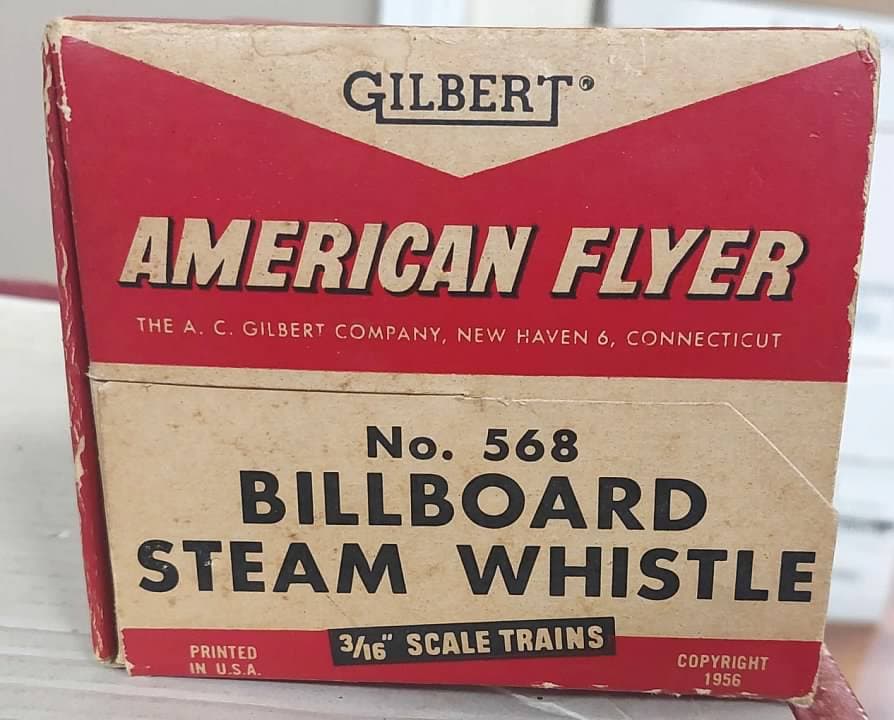 GILBERT®
AMERICAN FLYER
THE A. C. GILBERT COMPANY, NEW HAVEN 6, CONNECTICUT
No. 568
BILLBOARD
STEAM WHISTLE
3/16" SCALE TRAINS
PRINTED
IN U.S.A.
COPYRIGHT
1956